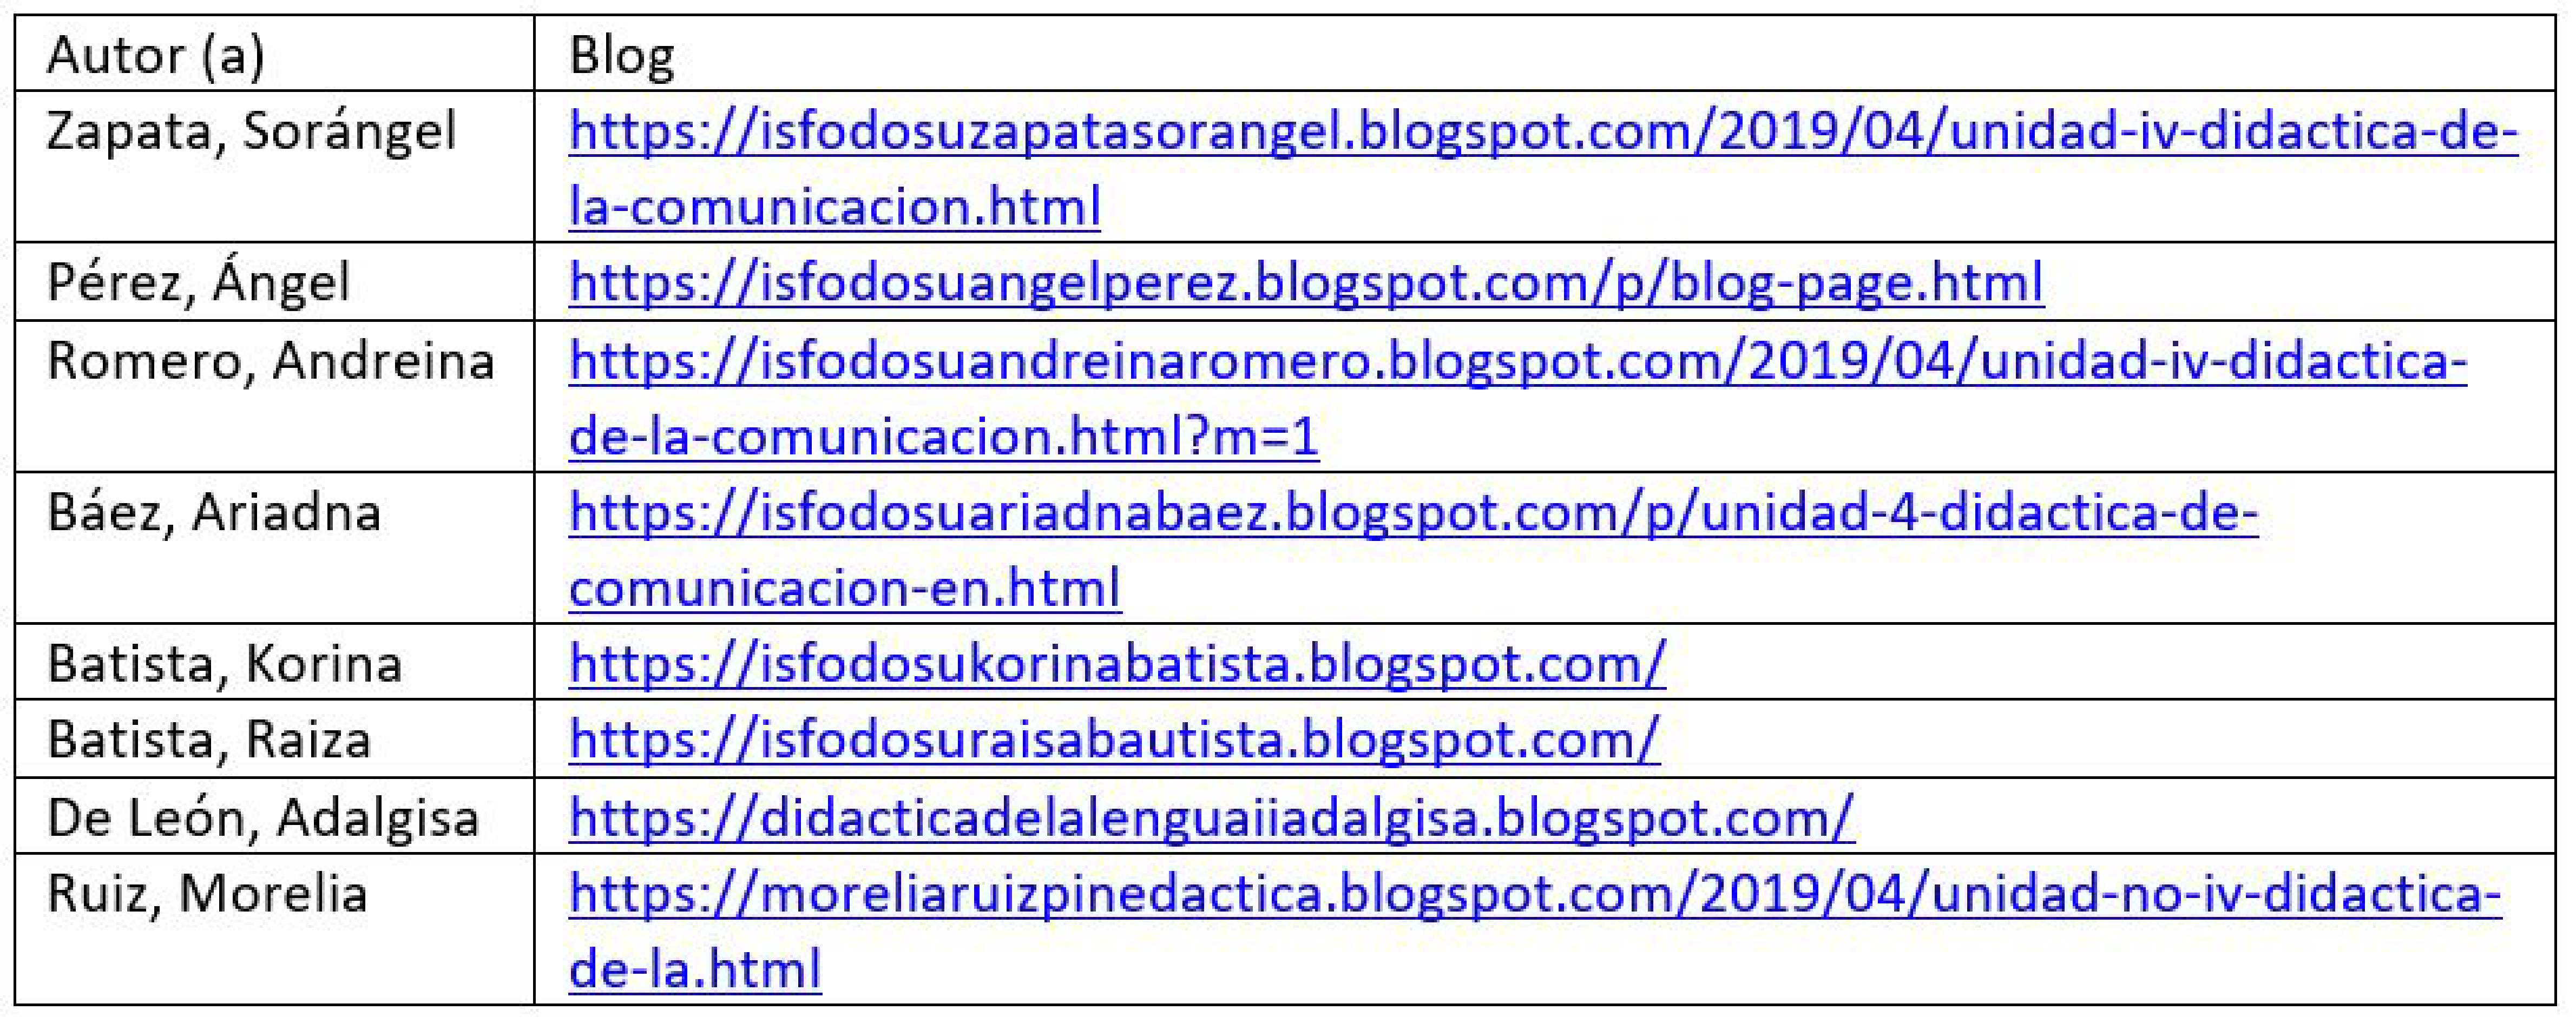 Autor (a) Blog
Zapata, Sorángel https://isfodosuzapatasorangel.blogspot.com/2019/04/unidad-iv-didactica-de-
la-comunicacion.html
Pérez, Ángel https://isfodosuangelperez.blogspot.com/p/blog-page.html
Romero, Andreina https://isfodosuandreinaromero.blogspot.com/2019/04/unidad-iv-didactica-
de-la-comunicacion.html?m=1
Báez, Ariadna https://isfodosuariadnabaez.blogspot.com/p/unidad-4-didactica-de-
comunicacion-en.html
Batista, Korina https://isfodosukorinabatista.blogspot.com/
Batista, Raiza https://isfodosuraisabautista.blogspot.com/
De León, Adalgisa https://didacticadelalenguaiiadalgisa.blogspot.com/
Ruiz, Morelia https://moreliaruizpinedactica.blogspot.com/2019/04/unidad-no-iv-didactica-
de-la.html